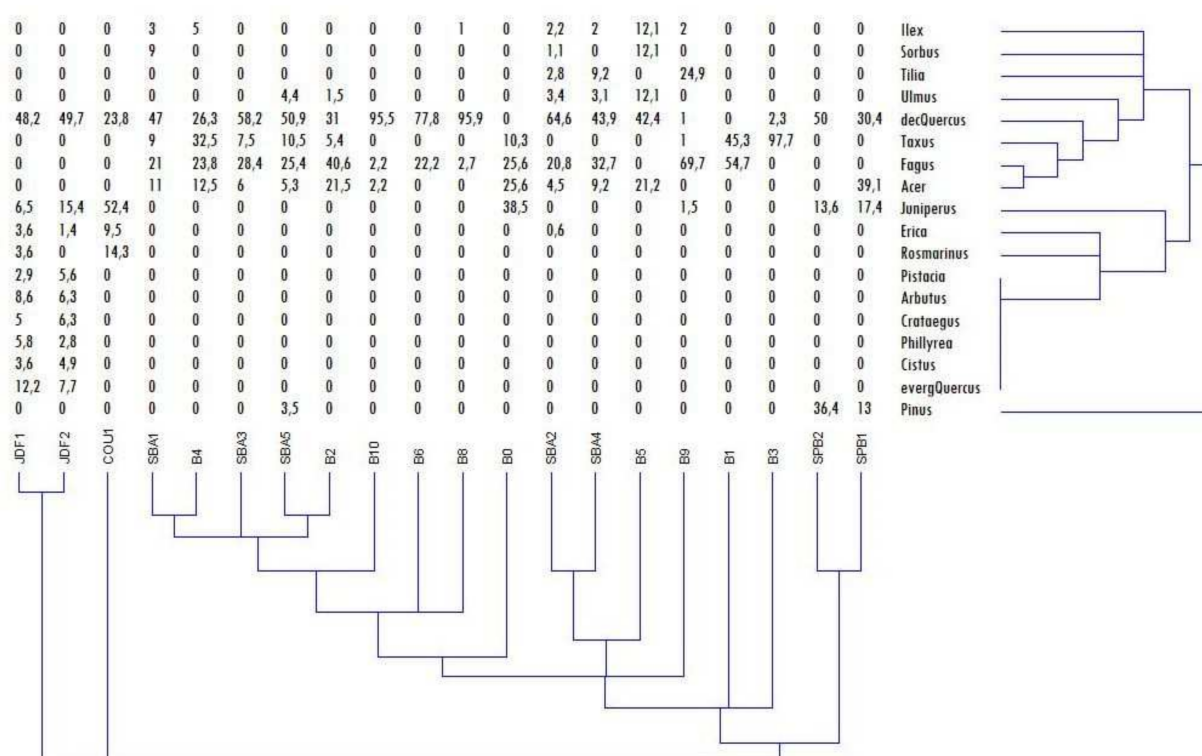 0 0 0 3 5 0 0 0 0 0 1 0 2,2 2 12,1 2 0 0 0 0 Ilex
0 0 0 9 0 0 0 0 0 0 0 0 1,1 0 12,1 0 0 0 0 0 Sorbus
0 0 0 0 0 0 0 0 0 0 0 0 2,8 9,2 0 24,9 0 0 0 0 Tilia
0 0 0 0 0 0 4,4 1,5 0 0 0 0 3,4 3,1 12,1 0 0 0 0 0 Ulmus
48,2 49,7 23,8 47 26,3 58,2 50,9 31 95,5 77,8 95,9 0 64,6 43,9 42,4 1 0 2,3 50 30,4 decQuercus
0 0 0 9 32,5 7,5 10,5 5,4 0 0 0 10,3 0 0 0 1 45,3 97,7 0 0 Taxus
0 0 0 21 23,8 28,4 25,4 40,6 2,2 22,2 2,7 25,6 20,8 32,7 0 69,7 54,7 0 0 0 Fagus
0 0 0 11 12,5 6 5,3 21,5 2,2 0 0 25,6 4,5 9,2 21,2 0 0 0 0 39,1 Acer
6,5 15,4 52,4 0 0 0 0 0 0 0 0 38,5 0 0 0 1,5 0 0 13,6 17,4 Juniperus
3,6 1,4 9,5 0 0 0 0 0 0 0 0 0 0,6 0 0 0 0 0 0 0 Erica
3,6 0 14,3 0 0 0 0 0 0 0 0 0 0 0 0 0 0 0 0 0 Rosmarinus
2,9 5,6 0 0 0 0 0 0 0 0 0 0 0 0 0 0 0 0 0 0 Pistacia
8,6 6,3 0 0 0 0 0 0 0 0 0 0 0 0 0 0 0 0 0 0 Arbutus
5 6,3 0 0 0 0 0 0 0 0 0 0 0 0 0 0 0 0 0 0 Crataegus
5,8 2,8 0 0 0 0 0 0 0 0 0 0 0 0 0 0 0 0 0 0 Phillyrea
3,6 4,9 0 0 0 0 0 0 0 0 0 0 0 0 0 0 0 0 0 0 Cistus
12,2 7,7 0 0 0 0 0 0 0 0 0 0 0 0 0 0 0 0 0 0 evergQuercus
0 0 0 0 0 0 3,5 0 0 0 0 0 0 0 0 0 0 0 36,4 13 Pinus
JDF1 JDF2 COU1 SBA1 B4 SBA3 SBA5 B2 B10 B6 B8 B0 SBA2 SBA4 B5 B9 B1 B3 SPB2 SPB1